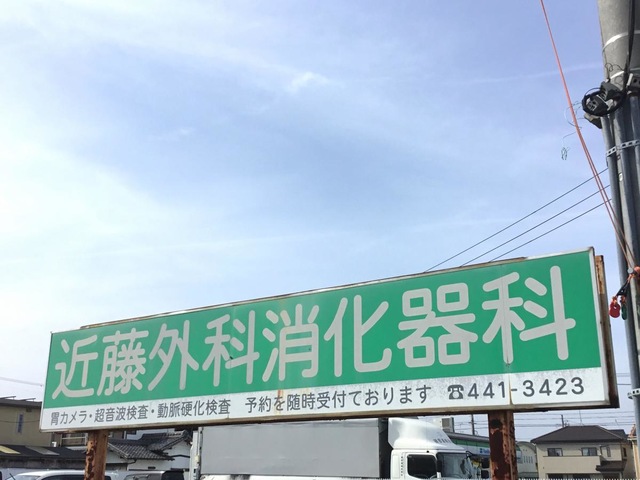 近藤外科消化器科
胃カメラ・超音波検査・動脈硬化検査 予約を随時受付ております ☎441-3423